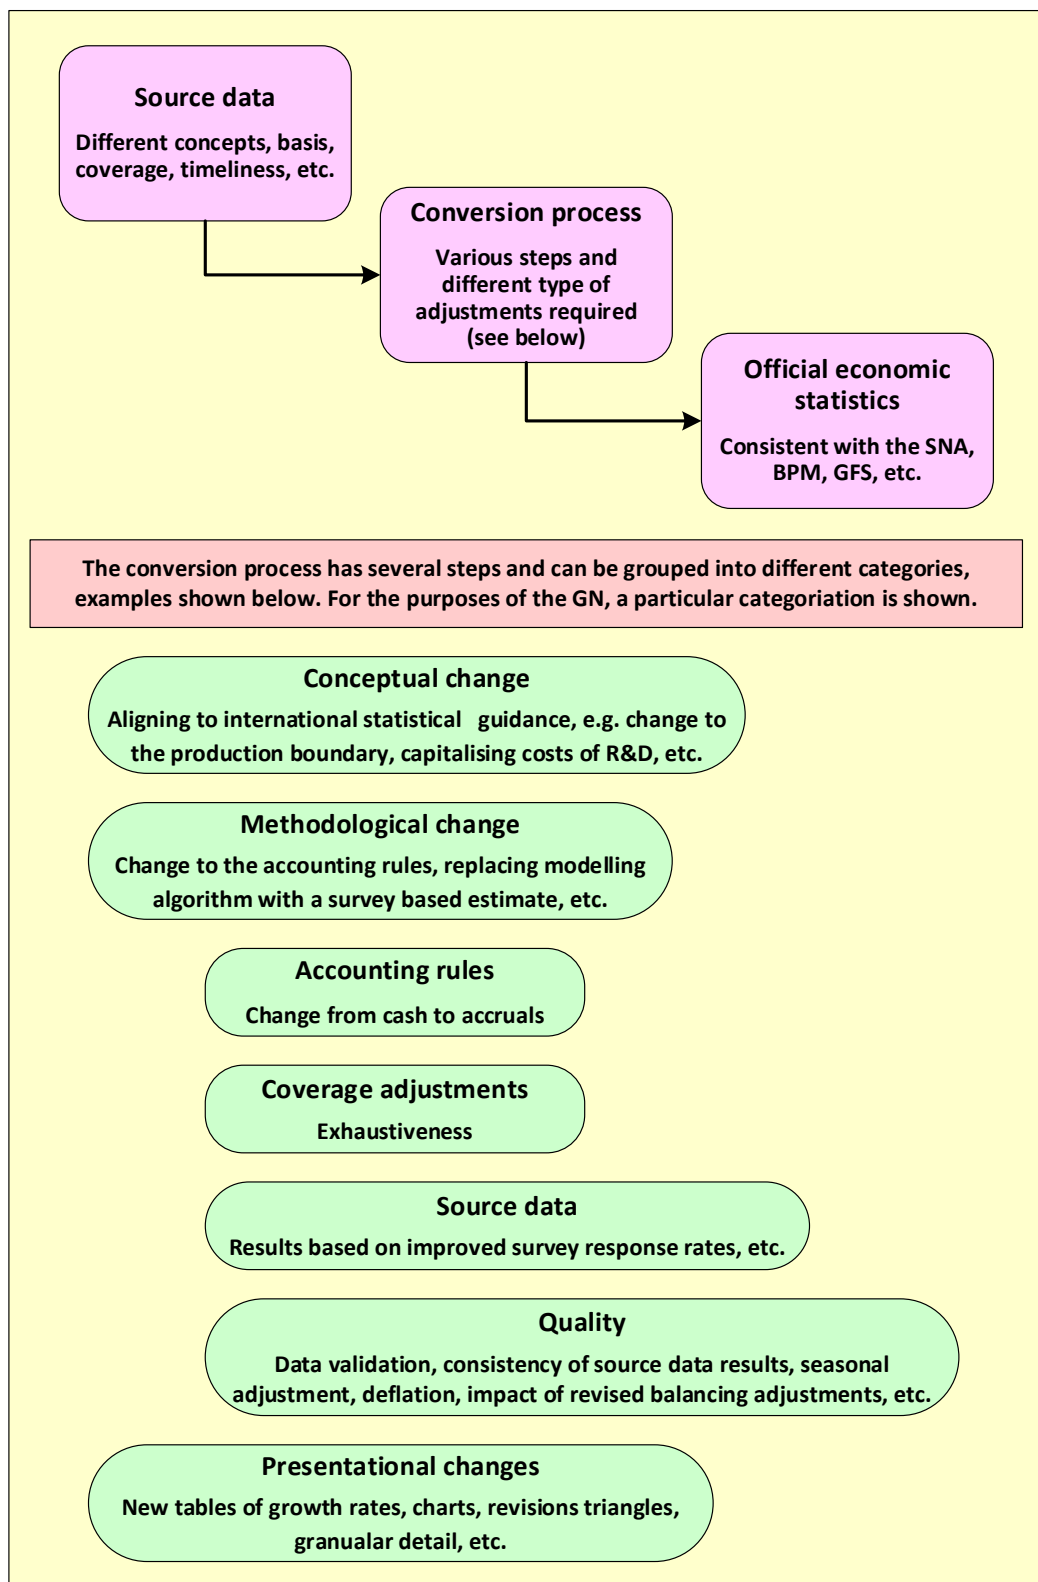 Source data
Different concepts, basis,
coverage, timeliness, etc.
Conversion process
Various steps and
different type of
adjustments required
(see below)
Official economic
statistics
Consistent with the SNA,
BPM, GFS, etc.
The conversion process has several steps and can be grouped into different categories,
examples shown below. For the purposes of the GN, a particular categoriation is shown.
Conceptual change
Aligning to international statistical guidance, e.g. change to
the production boundary, capitalising costs of R&D, etc.
Methodological change
Change to the accounting rules, replacing modelling
algorithm with a survey based estimate, etc.
Accounting rules
Change from cash to accruals
Coverage adjustments
Exhaustiveness
Source data
Results based on improved survey response rates, etc.
Quality
Data validation, consistency of source data results, seasonal
adjustment, deflation, impact of revised balancing adjustments, etc.
Presentational changes
New tables of growth rates, charts, revisions triangles,
granualar detail, etc.